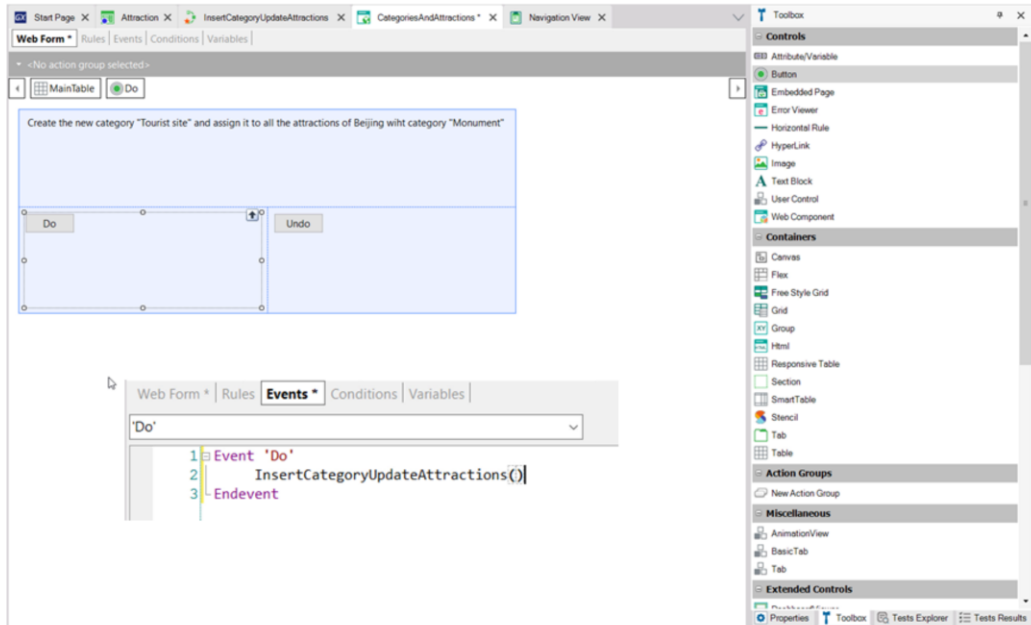 Start Page X Attraction X InsertCategoryUpdateAttractions X CategoriesAndAttractions * X Navigation View X
Web Form * Rules Events Conditions Variables
<No action group selected>
MainTable Do
Create the new category "Tourist site" and assign it to all the attractions of Beijing wiht category "Monument"
Do Undo
Web Form * Rules Events * Conditions Variables
'Do'
1 Event 'Do'
2 InsertCategoryUpdateAttractions()
3 Endevent
Toolbox
Controls
Attribute/Variable
Button
Embedded Page
Error Viewer
Horizontal Rule
HyperLink
Image
Text Block
User Control
Web Component
Containers
Canvas
Flex
Free Style Grid
Grid
Group
Html
Responsive Table
Section
SmartTable
Stencil
Tab
Table
Action Groups
New Action Group
Miscellaneous
AnimationView
BasicTab
Tab
Extended Controls
Properties Toolbox Tests Explorer Tests Results